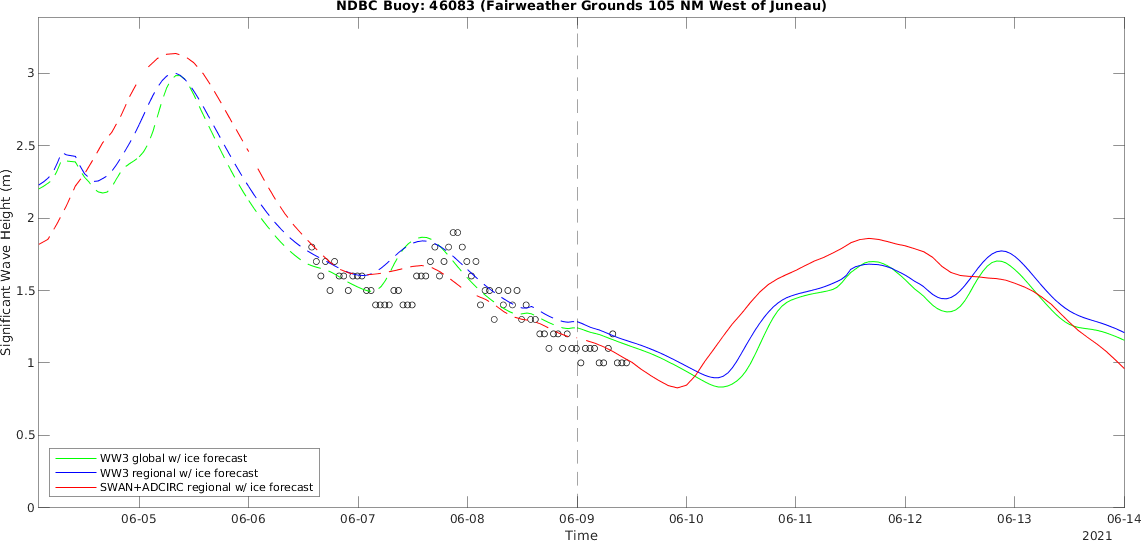 NDBC Buoy: 46083 (Fairweather Grounds 105 NM West of Juneau)
Significant Wave Height (m)
3
2.5
2
1.5
1
0.5
0
WW3 global w/ ice forecast
WW3 regional w/ ice forecast
SWAN+ADCIRC regional w/ ice forecast
06-05 06-06 06-07 06-08 06-09 06-10 06-11 06-12 06-13 06-14
Time
2021